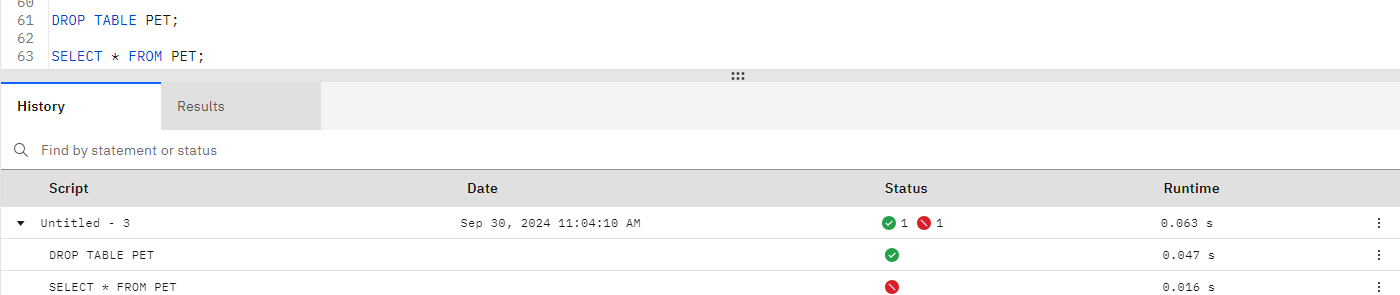 60
61 DROP TABLE PET;
62
63 SELECT * FROM PET;
History Results
Find by statement or status
Script Date Status Runtime
Untitled - 3 Sep 30, 2024 11:04:10 AM 1 1 0.063 s
DROP TABLE PET 0.047 s
SELECT * FROM PET 0.016 s